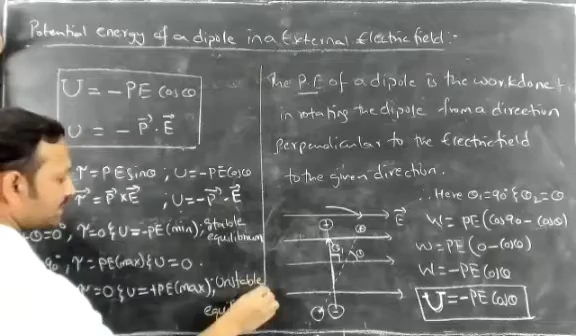 Potential energy of a dipole in a External Electric field :-
U = - PE Cosθ
U = - P⃗ . E⃗
τ = PE sinθ ; U = -PE Cosθ
τ⃗ = P⃗ × E⃗ ; U = -P⃗ . E⃗
θ=0°, τ=0 & U=-PE(min); stable
equilibrium
90°, τ=PE(max) & U=0.
τ=0 & U=+PE(max); Unstable
The P.E of a dipole is the workdone
in rotating the dipole from a direction
perpendicular to the electric field
to the given direction.
∴ Here θ₁=90° & θ₂=θ
E⃗
W = PE(Cos90 - Cosθ)
W = PE(0 - Cosθ)
W = -PE Cosθ
U = -PE Cosθ